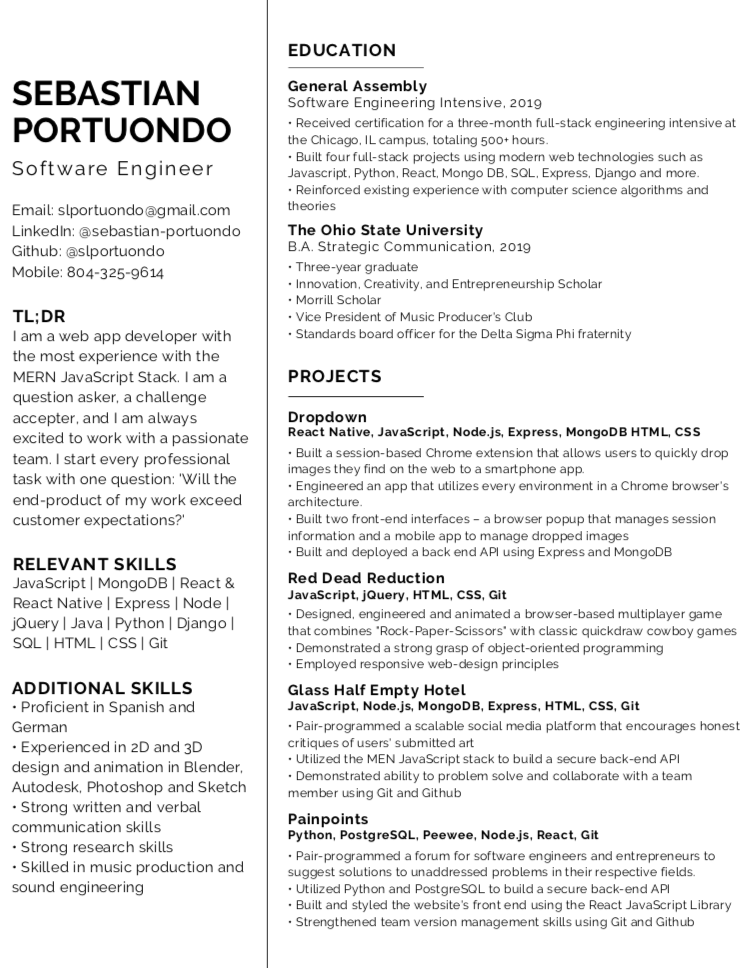 SEBASTIAN
PORTUONDO
Software Engineer
Email: slportuondo@gmail.com
LinkedIn: @sebastian-portuondo
Github: @slportuondo
Mobile: 804-325-9614
TL;DR
I am a web app developer with
the most experience with the
MERN JavaScript Stack. I am a
question asker, a challenge
accepter, and I am always
excited to work with a passionate
team. I start every professional
task with one question: 'Will the
end-product of my work exceed
customer expectations?'
RELEVANT SKILLS
JavaScript | MongoDB | React &
React Native | Express | Node |
jQuery | Java | Python | Django |
SQL | HTML | CSS | Git
ADDITIONAL SKILLS
• Proficient in Spanish and
German
• Experienced in 2D and 3D
design and animation in Blender,
Autodesk, Photoshop and Sketch
• Strong written and verbal
communication skills
• Strong research skills
• Skilled in music production and
sound engineering
EDUCATION
General Assembly
Software Engineering Intensive, 2019
• Received certification for a three-month full-stack engineering intensive at
the Chicago, IL campus, totaling 500+ hours.
• Built four full-stack projects using modern web technologies such as
Javascript, Python, React, Mongo DB, SQL, Express, Django and more.
• Reinforced existing experience with computer science algorithms and
theories
The Ohio State University
B.A. Strategic Communication, 2019
• Three-year graduate
• Innovation, Creativity, and Entrepreneurship Scholar
• Morrill Scholar
• Vice President of Music Producer's Club
• Standards board officer for the Delta Sigma Phi fraternity
PROJECTS
Dropdown
React Native, JavaScript, Node.js, Express, MongoDB HTML, CSS
• Built a session-based Chrome extension that allows users to quickly drop
images they find on the web to a smartphone app.
• Engineered an app that utilizes every environment in a Chrome browser's
architecture.
• Built two front-end interfaces – a browser popup that manages session
information and a mobile app to manage dropped images
• Built and deployed a back end API using Express and MongoDB
Red Dead Reduction
JavaScript, jQuery, HTML, CSS, Git
• Designed, engineered and animated a browser-based multiplayer game
that combines "Rock-Paper-Scissors" with classic quickdraw cowboy games
• Demonstrated a strong grasp of object-oriented programming
• Employed responsive web-design principles
Glass Half Empty Hotel
JavaScript, Node.js, MongoDB, Express, HTML, CSS, Git
• Pair-programmed a scalable social media platform that encourages honest
critiques of users' submitted art
• Utilized the MEN JavaScript stack to build a secure back-end API
• Demonstrated ability to problem solve and collaborate with a team
member using Git and Github
Painpoints
Python, PostgreSQL, Peewee, Node.js, React, Git
• Pair-programmed a forum for software engineers and entrepreneurs to
suggest solutions to unaddressed problems in their respective fields.
• Utilized Python and PostgreSQL to build a secure back-end API
• Built and styled the website's front end using the React JavaScript Library
• Strengthened team version management skills using Git and Github